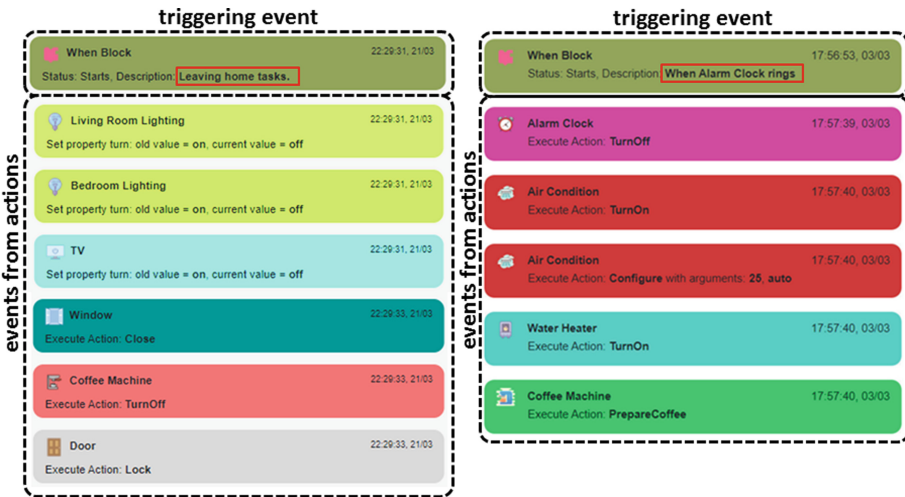 triggering event
When Block 22:29:31, 21/03
Status: Starts, Description: Leaving home tasks.
events from actions
Living Room Lighting 22:29:31, 21/03
Set property turn: old value = on, current value = off
Bedroom Lighting 22:29:31, 21/03
Set property turn: old value = on, current value = off
TV 22:29:31, 21/03
Set property turn: old value = on, current value = off
Window 22:29:33, 21/03
Execute Action: Close
Coffee Machine 22:29:33, 21/03
Execute Action: TurnOff
Door 22:29:33, 21/03
Execute Action: Lock
triggering event
When Block 17:56:53, 03/03
Status: Starts, Description: When Alarm Clock rings
events from actions
Alarm Clock 17:57:39, 03/03
Execute Action: TurnOff
Air Condition 17:57:40, 03/03
Execute Action: TurnOn
Air Condition 17:57:40, 03/03
Execute Action: Configure with arguments: 25, auto
Water Heater 17:57:40, 03/03
Execute Action: TurnOn
Coffee Machine 17:57:40, 03/03
Execute Action: PrepareCoffee